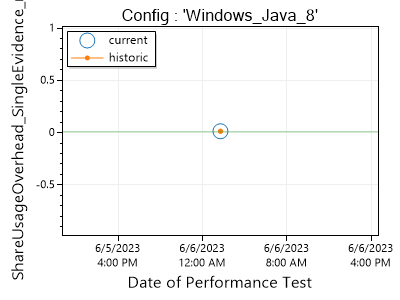 Config : 'Windows_Java_8'
ShareUsageOverhead_SingleEvidence_
current
historic
1
0.5
0
-0.5
6/5/2023 6/6/2023 6/6/2023 6/6/2023
4:00 PM 12:00 AM 8:00 AM 4:00 PM
Date of Performance Test